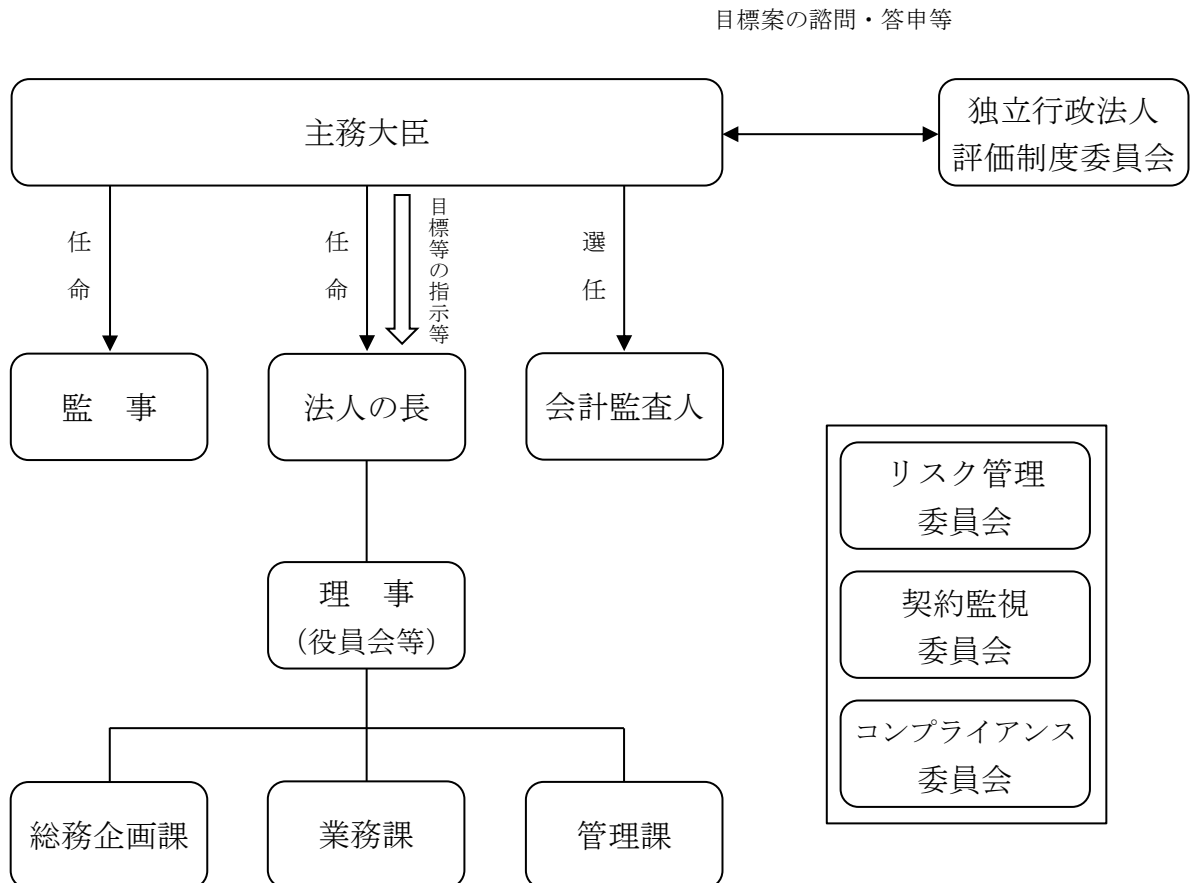 目標案の諮問・答申等
主務大臣
独立行政法人
評価制度委員会
任命
任命
目標等の指示等
選任
監　事
法人の長
会計監査人
リスク管理
委員会
理　事
（役員会等）
契約監視
委員会
コンプライアンス
委員会
総務企画課
業務課
管理課